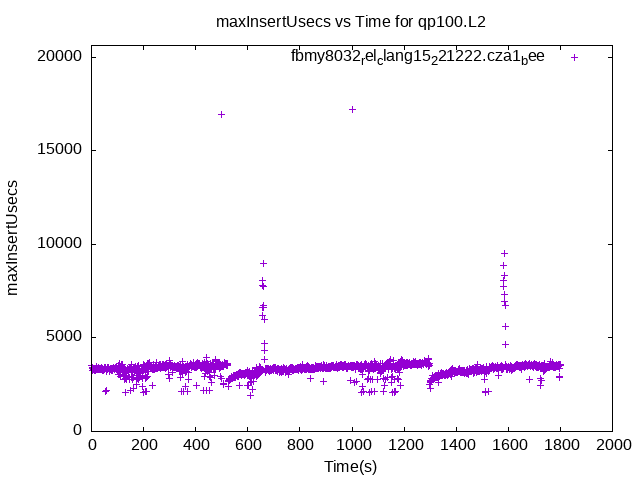 maxInsertUsecs vs Time for qp100.L2
fbmy8032relclang15221222.cza1bee
20000
15000
10000
5000
0
maxInsertUsecs
0 200 400 600 800 1000 1200 1400 1600 1800 2000
Time(s)